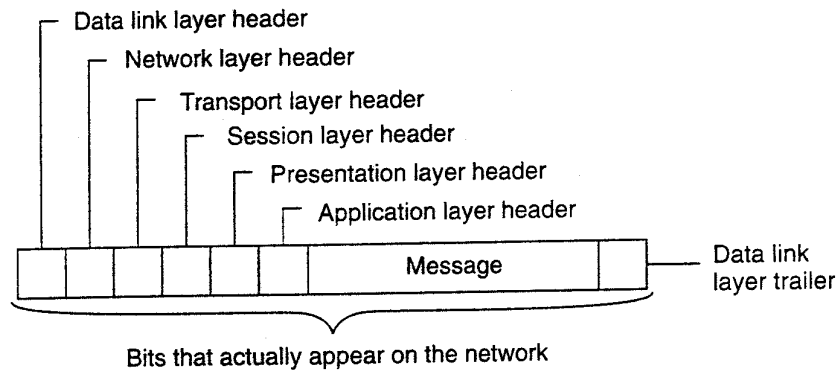 Data link layer header
Network layer header
Transport layer header
Session layer header
Presentation layer header
Application layer header
Message
Data link
layer trailer
Bits that actually appear on the network